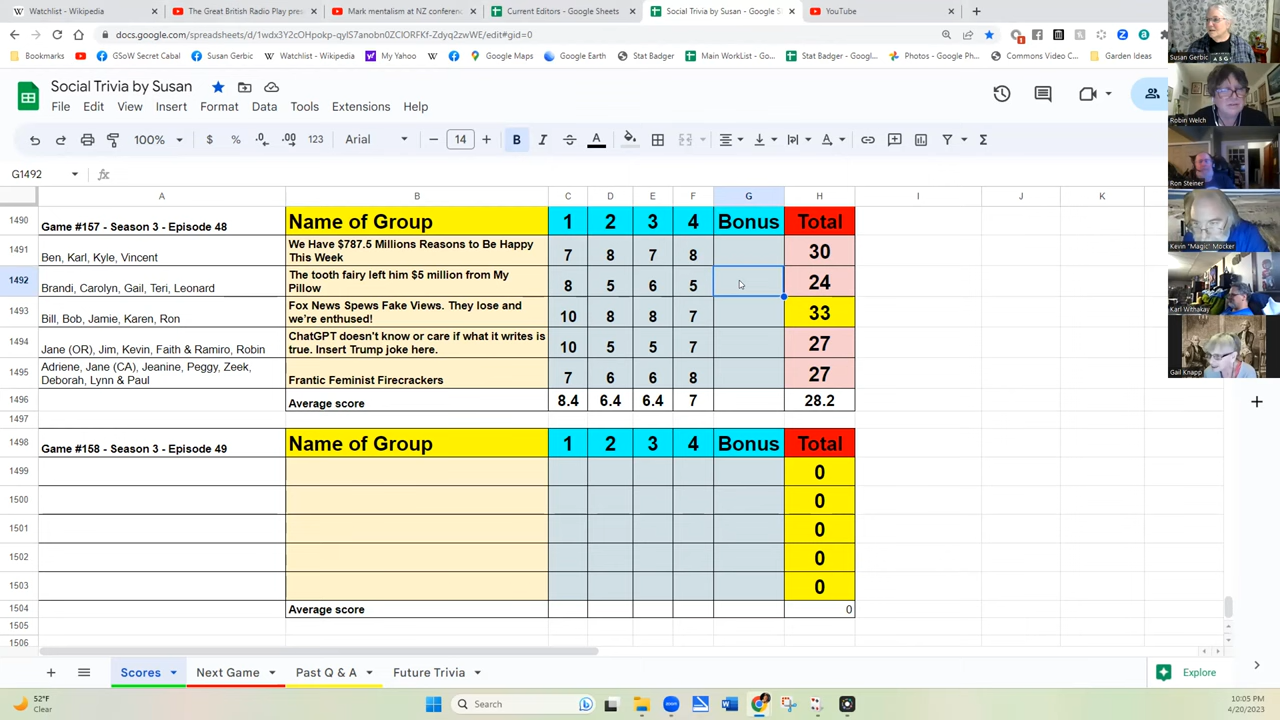 Watchlist - Wikipedia
The Great British Radio Play pres
Mark mentalism at NZ conferenc
Current Editors - Google Sheets
Social Trivia by Susan - Google S
YouTube
docs.google.com/spreadsheets/d/1wdx3Y2cOHpokp-qyIS7anobn0ZClORFKf-Zdyq2zwWE/edit#gid=0
Bookmarks
GSoW Secret Cabal
Susan Gerbic
Watchlist - Wikipe...
My Yahoo
Google Earth
Stat Badger
Main WorkList - Go...
Stat Badger - Googl...
Photos - Google Ph...
Commons Video C...
Garden Ideas
Social Trivia by Susan
File Edit View Insert Format Data Tools Extensions Help
100% $ % .0 .00 123 Arial 14 B I A
G1492 fx
A B C D E F G H I J K
1490 Game #157 - Season 3 - Episode 48 Name of Group 1 2 3 4 Bonus Total
1491 Ben, Karl, Kyle, Vincent We Have $787.5 Millions Reasons to Be Happy
This Week 7 8 7 8 30
1492 Brandi, Carolyn, Gail, Teri, Leonard The tooth fairy left him $5 million from My
Pillow 8 5 6 5 24
1493 Bill, Bob, Jamie, Karen, Ron Fox News Spews Fake Views. They lose and
we're enthused! 10 8 8 7 33
1494 Jane (OR), Jim, Kevin, Faith & Ramiro, Robin ChatGPT doesn't know or care if what it writes is
true. Insert Trump joke here. 10 5 5 7 27
1495 Adriene, Jane (CA), Jeanine, Peggy, Zeek,
Deborah, Lynn & Paul Frantic Feminist Firecrackers 7 6 6 8 27
1496 Average score 8.4 6.4 6.4 7 28.2
1497
1498 Game #158 - Season 3 - Episode 49 Name of Group 1 2 3 4 Bonus Total
1499 0
1500 0
1501 0
1502 0
1503 0
1504 Average score 0
1505
1506
Scores
Next Game
Past Q & A
Future Trivia
Explore
52°F
Clear
Search
10:05 PM
4/20/2023
Susan Gerbic
Robin Welch
Ron Steiner
Kevin "Magic" Mocker
Karl Withakay
Gail Knapp